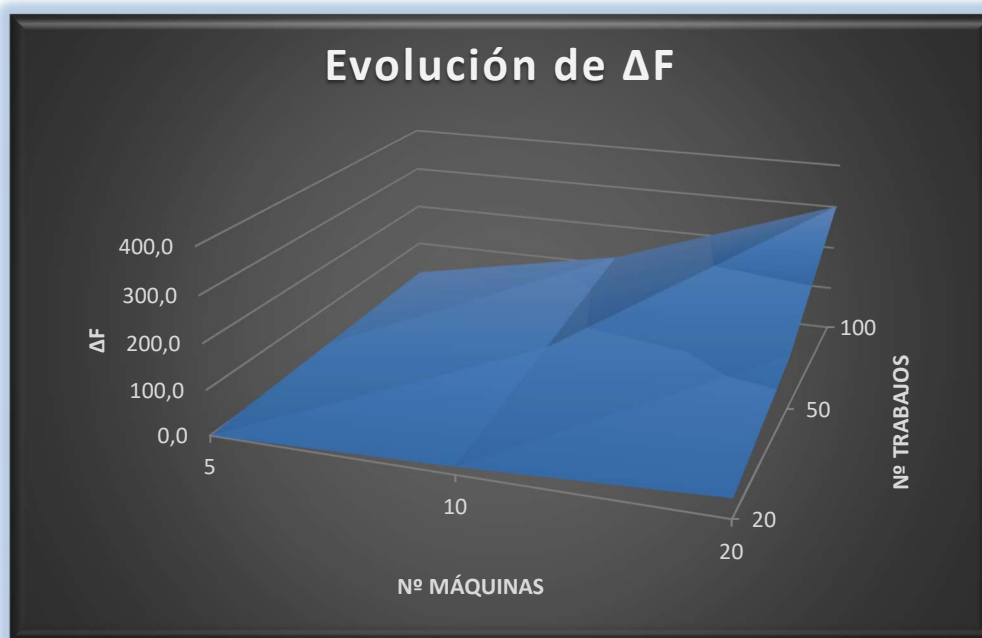 Evolución de ΔF
400,0
300,0
200,0
100,0
0,0
ΔF
5
10
20
Nº MÁQUINAS
20
50
100
Nº TRABAJOS